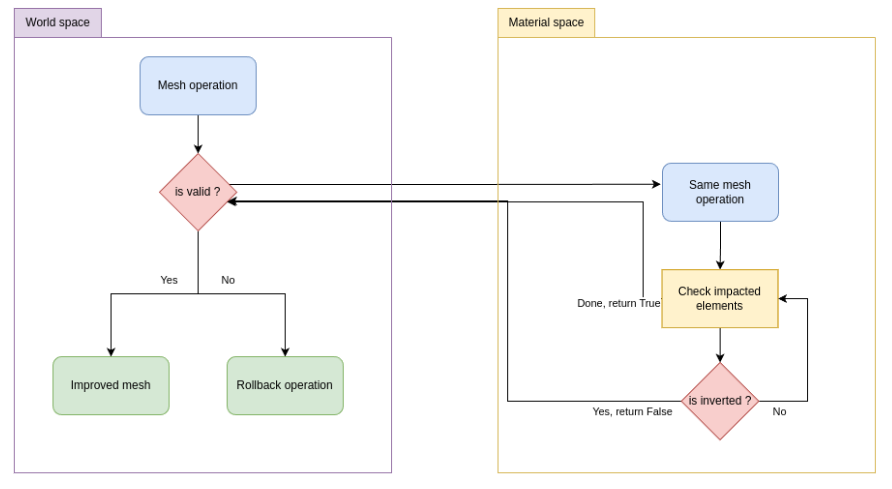 World space
Material space
Mesh operation
is valid ?
Same mesh
operation
Yes
No
Check impacted
elements
Done, return True
Improved mesh
Rollback operation
is inverted ?
Yes, return False
No